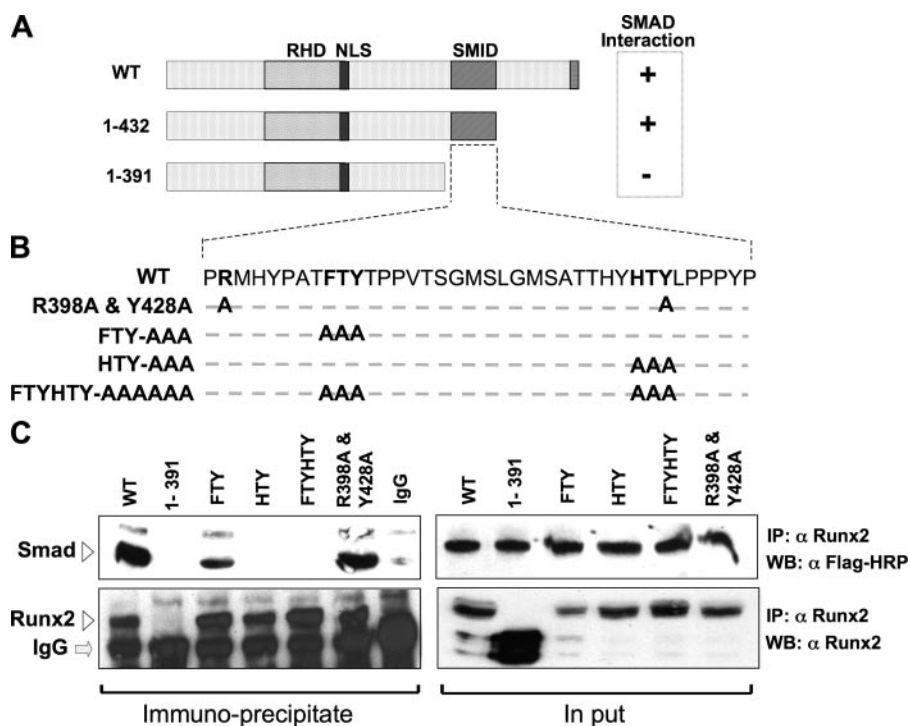 A
SMAD
Interaction
RHD NLS SMID
WT +
1-432 +
1-391 -
B
WT PRMHYPATFTYTPPVTSGMSLGMSATTHYHTYLPPPYP
R398A & Y428A A A
FTY-AAA AAA
HTY-AAA AAA
FTYHTY-AAAAAA AAA AAA
C
WT 1- 391 FTY HTY FTYHTY R398A & Y428A IgG
WT 1- 391 FTY HTY FTYHTY R398A & Y428A
Smad
IP: α Runx2
WB: α Flag-HRP
Runx2
IgG
IP: α Runx2
WB: α Runx2
Immuno-precipitate In put